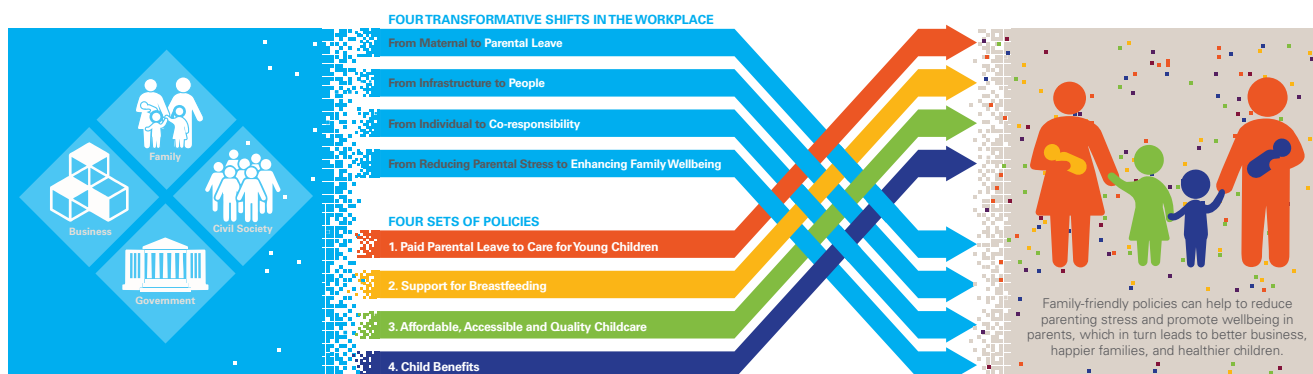 Family
Business
Civil Society
Government
FOUR TRANSFORMATIVE SHIFTS IN THE WORKPLACE
From Maternal to Parental Leave
From Infrastructure to People
From Individual to Co-responsibility
From Reducing Parental Stress to Enhancing Family Wellbeing
FOUR SETS OF POLICIES
1. Paid Parental Leave to Care for Young Children
2. Support for Breastfeeding
3. Affordable, Accessible and Quality Childcare
4. Child Benefits
Family-friendly policies can help to reduce
parenting stress and promote wellbeing in
parents, which in turn leads to better business,
happier families, and healthier children.